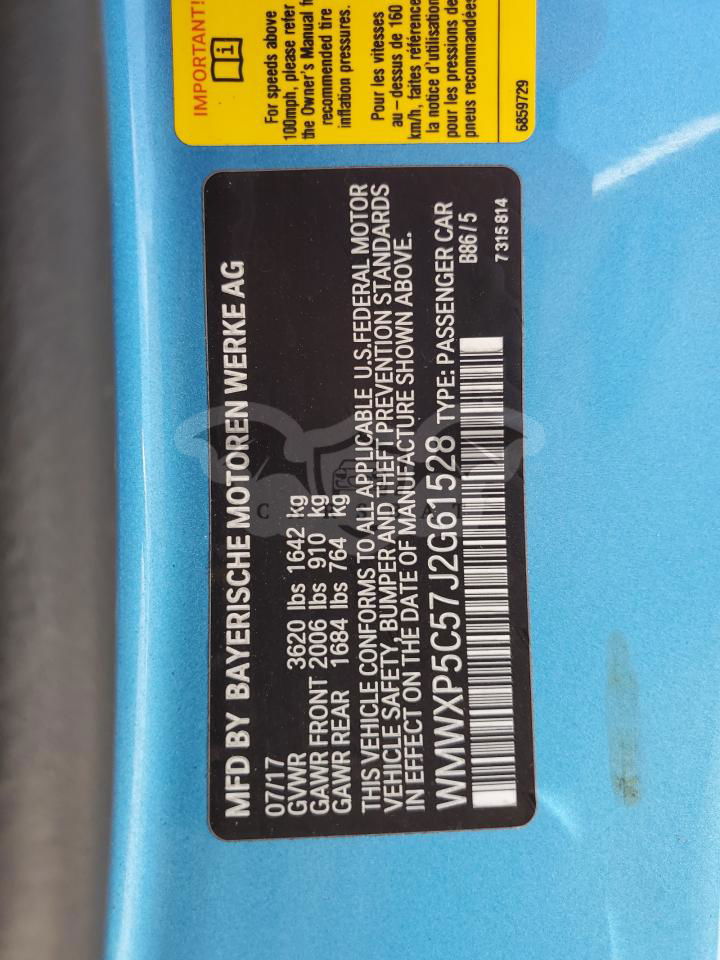 MFD BY BAYERISCHE MOTOREN WERKE AG
07/17
GVWR 3620 lbs 1642 kg
GAWR FRONT 2006 lbs 910 kg
GAWR REAR 1684 lbs 764 kg
THIS VEHICLE CONFORMS TO ALL APPLICABLE U.S.FEDERAL MOTOR
VEHICLE SAFETY, BUMPER AND THEFT PREVENTION STANDARDS
IN EFFECT ON THE DATE OF MANUFACTURE SHOWN ABOVE.
WMWXP5C57J2G61528 TYPE: PASSENGER CAR
B86/5
7315814
IMPORTANT!
For speeds above
100mph, please refer
the Owner's Manual
recommended tire
inflation pressures.
Pour les vitesses
au-dessus de 160
km/h, faites
la notice d'utilisation
pour les pressions
pneus recommandées
6859729